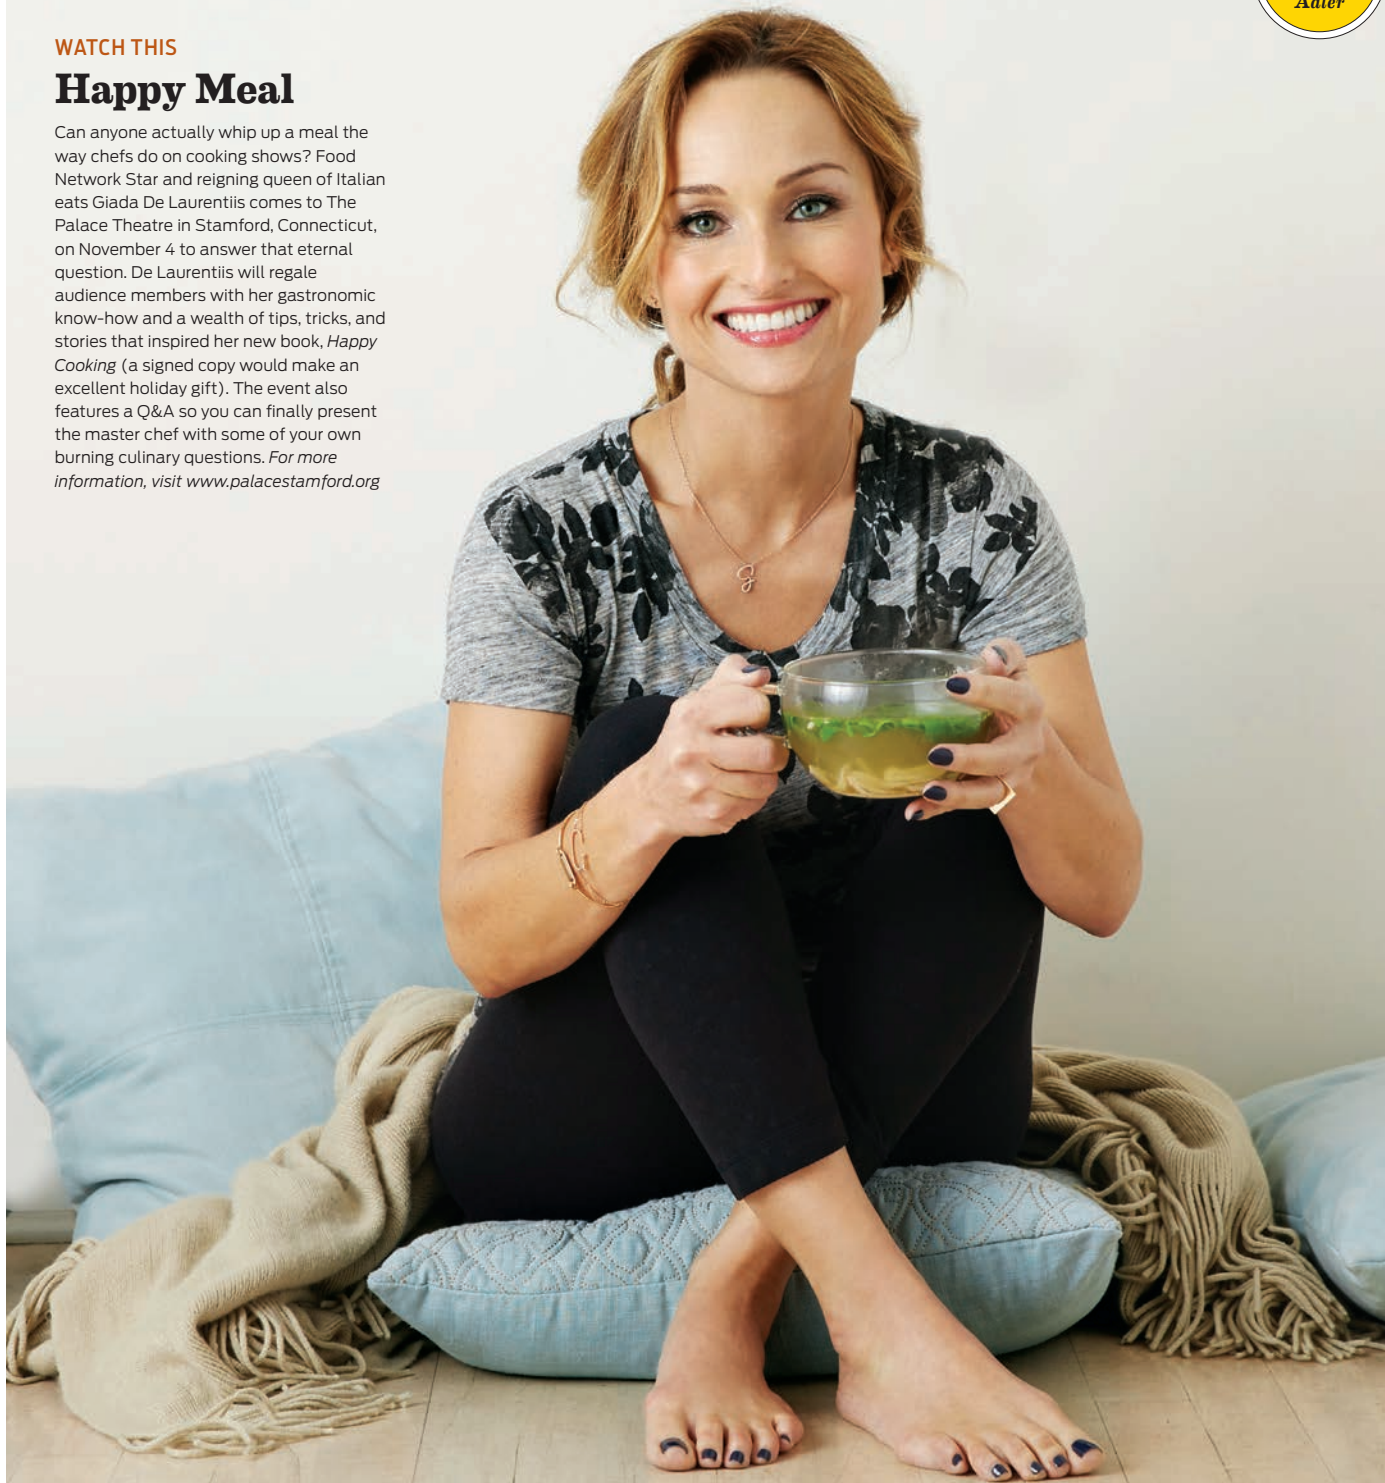 Adler
WATCH THIS
Happy Meal
Can anyone actually whip up a meal the
way chefs do on cooking shows? Food
Network Star and reigning queen of Italian
eats Giada De Laurentiis comes to The
Palace Theatre in Stamford, Connecticut,
on November 4 to answer that eternal
question. De Laurentiis will regale
audience members with her gastronomic
know-how and a wealth of tips, tricks, and
stories that inspired her new book, Happy
Cooking (a signed copy would make an
excellent holiday gift). The event also
features a Q&A so you can finally present
the master chef with some of your own
burning culinary questions. For more
information, visit www.palacestamford.org